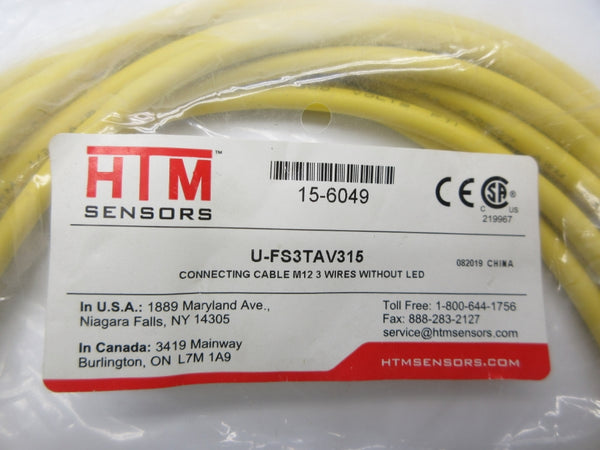 HTM™
SENSORS
15-6049
CE
C US
219967
U-FS3TAV315
CONNECTING CABLE M12 3 WIRES WITHOUT LED
082019 CHINA
In U.S.A.: 1889 Maryland Ave.,
Niagara Falls, NY 14305
In Canada: 3419 Mainway
Burlington, ON L7M 1A9
Toll Free: 1-800-644-1756
Fax: 888-283-2127
service@htmsensors.com
HTMSENSORS.COM